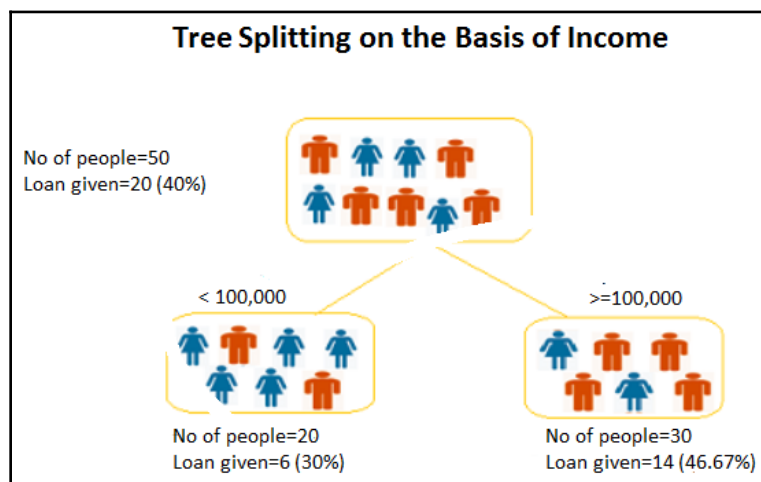 Tree Splitting on the Basis of Income
No of people=50
Loan given=20 (40%)
< 100,000
>=100,000
No of people=20
Loan given=6 (30%)
No of people=30
Loan given=14 (46.67%)